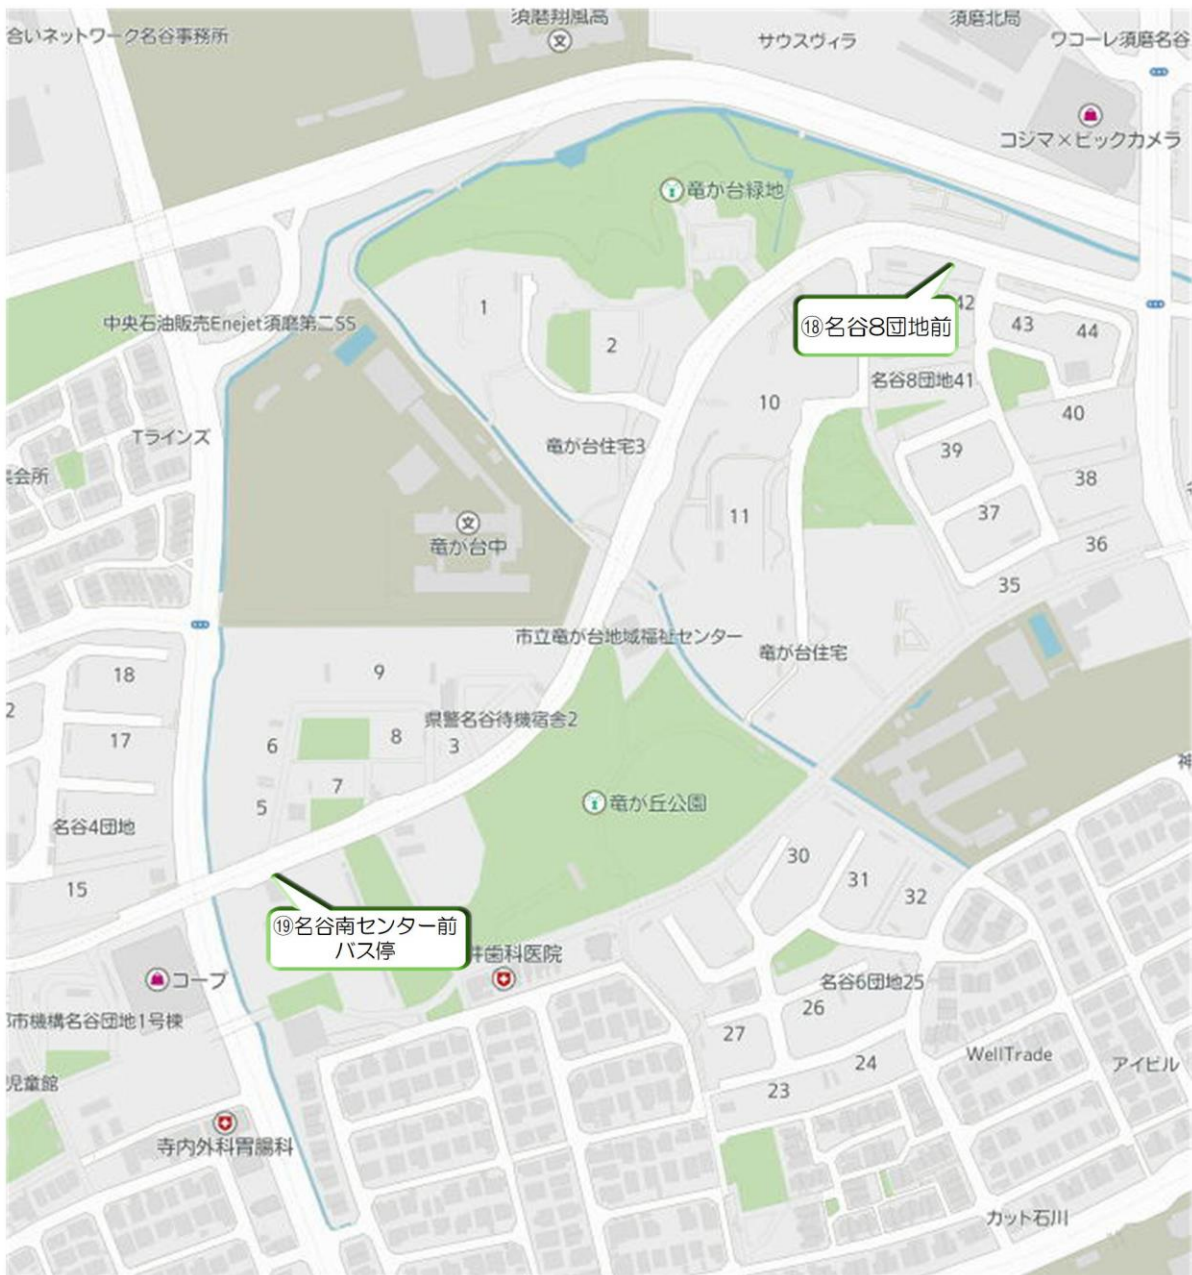 須磨翔風高
須磨北局
合いネットワーク名谷事務所
サウスヴィラ
ワコーレ須磨名谷
コジマ×ビックカメラ
竜が台緑地
1
2
42
⑱名谷8団地前
43
44
中央石油販売Enejet須磨第二SS
名谷8団地41
10
40
Tラインズ
竜が台住宅3
39
集会所
38
37
11
竜が台中
36
35
市立竜が台地域福祉センター
竜が台住宅
9
18
2
県警名谷待機宿舎2
17
6
8
3
神
7
5
竜が丘公園
名谷4団地
30
31
15
32
⑲名谷南センター前
バス停
井歯科医院
コープ
名谷6団地25
26
市機構名谷団地1号棟
27
WellTrade
24
アイビル
児童館
23
寺内外科胃腸科
カット石川